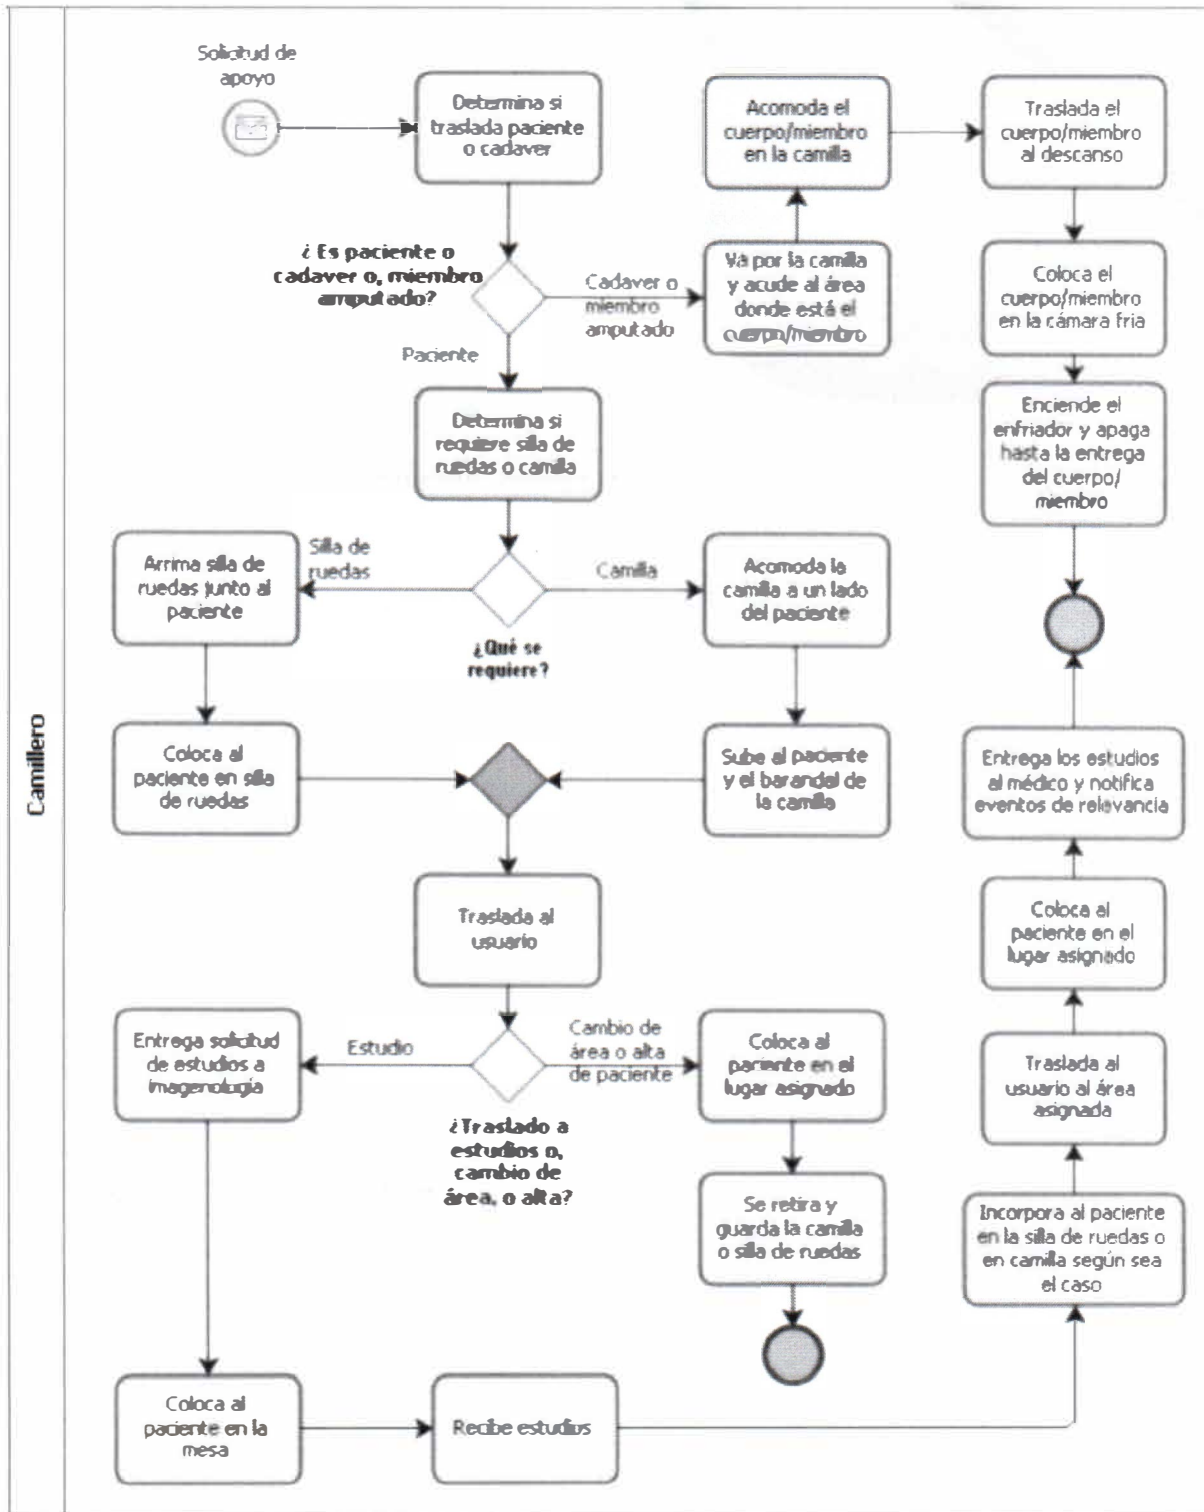 Camillero
Solicitud de
apoyo
Determina si
traslada paciente
o cadaver
¿ Es paciente o
cadaver o, miembro
amputado?
Cadaver o
miembro
amputado
Paciente
Va por la camilla
y acude al área
donde está el
cuerpo/miembro
Acomoda el
cuerpo/miembro
en la camilla
Traslada el
cuerpo/miembro
al descanso
Coloca el
cuerpo/miembro
en la cámara fria
Enciende el
enfriador y apaga
hasta la entrega
del cuerpo/
miembro
Determina si
requiere silla de
ruedas o camilla
Silla de
ruedas
Camilla
¿Qué se
requiere?
Arrima silla de
ruedas junto al
paciente
Acomoda la
camilla a un lado
del paciente
Coloca al
paciente en silla
de ruedas
Sube al paciente
y el barandal de
la camilla
Traslada al
usuario
Estudio
Cambio de
área o alta
de paciente
¿Traslado a
estudios o,
cambio de
área, o alta?
Entrega solicitud
de estudios a
imagenología
Coloca al
paciente en el
lugar asignado
Se retira y
guarda la camilla
o silla de ruedas
Coloca al
paciente en la
mesa
Recibe estudios
Incorpora al paciente
en la silla de ruedas o
en camilla según sea
el caso
Traslada al
usuario al área
asignada
Coloca al
paciente en el
lugar asignado
Entrega los estudios
al médico y notifica
eventos de relevancia